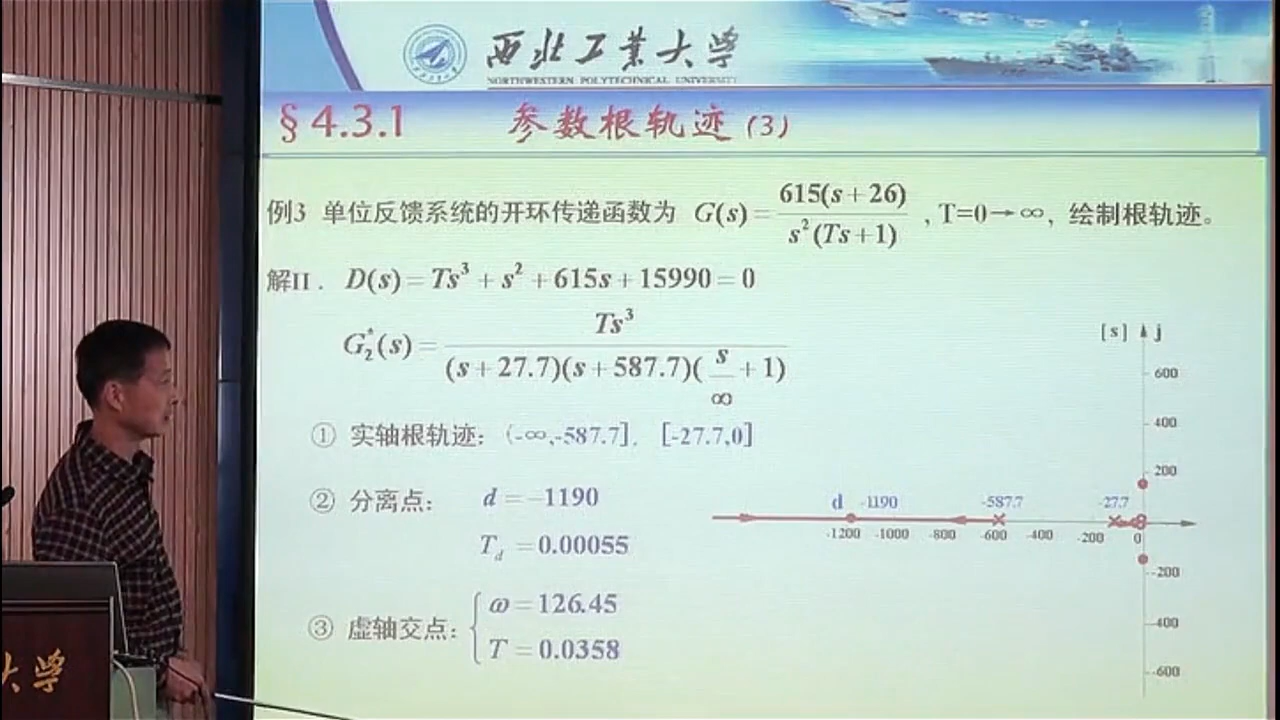 西北工业大学
NORTHWESTERN POLYTECHNICAL UNIVERSITY
§4.3.1 参数根轨迹(3)
例3 单位反馈系统的开环传递函数为 G(s)=615(s+26)/s²(Ts+1) , T=0→∞, 绘制根轨迹。
解II. D(s)=Ts³+s²+615s+15990=0
G₂*(s)=Ts³/(s+27.7)(s+587.7)(s/∞+1)
① 实轴根轨迹: (-∞,-587.7], [-27.7,0]
② 分离点: d=-1190
T_d=0.00055
③ 虚轴交点: { ω=126.45
T=0.0358
[s] j
600
400
200
d -1190 -587.7 -27.7
-1200 -1000 -800 -600 -400 -200 0
-200
-400
-600
大学